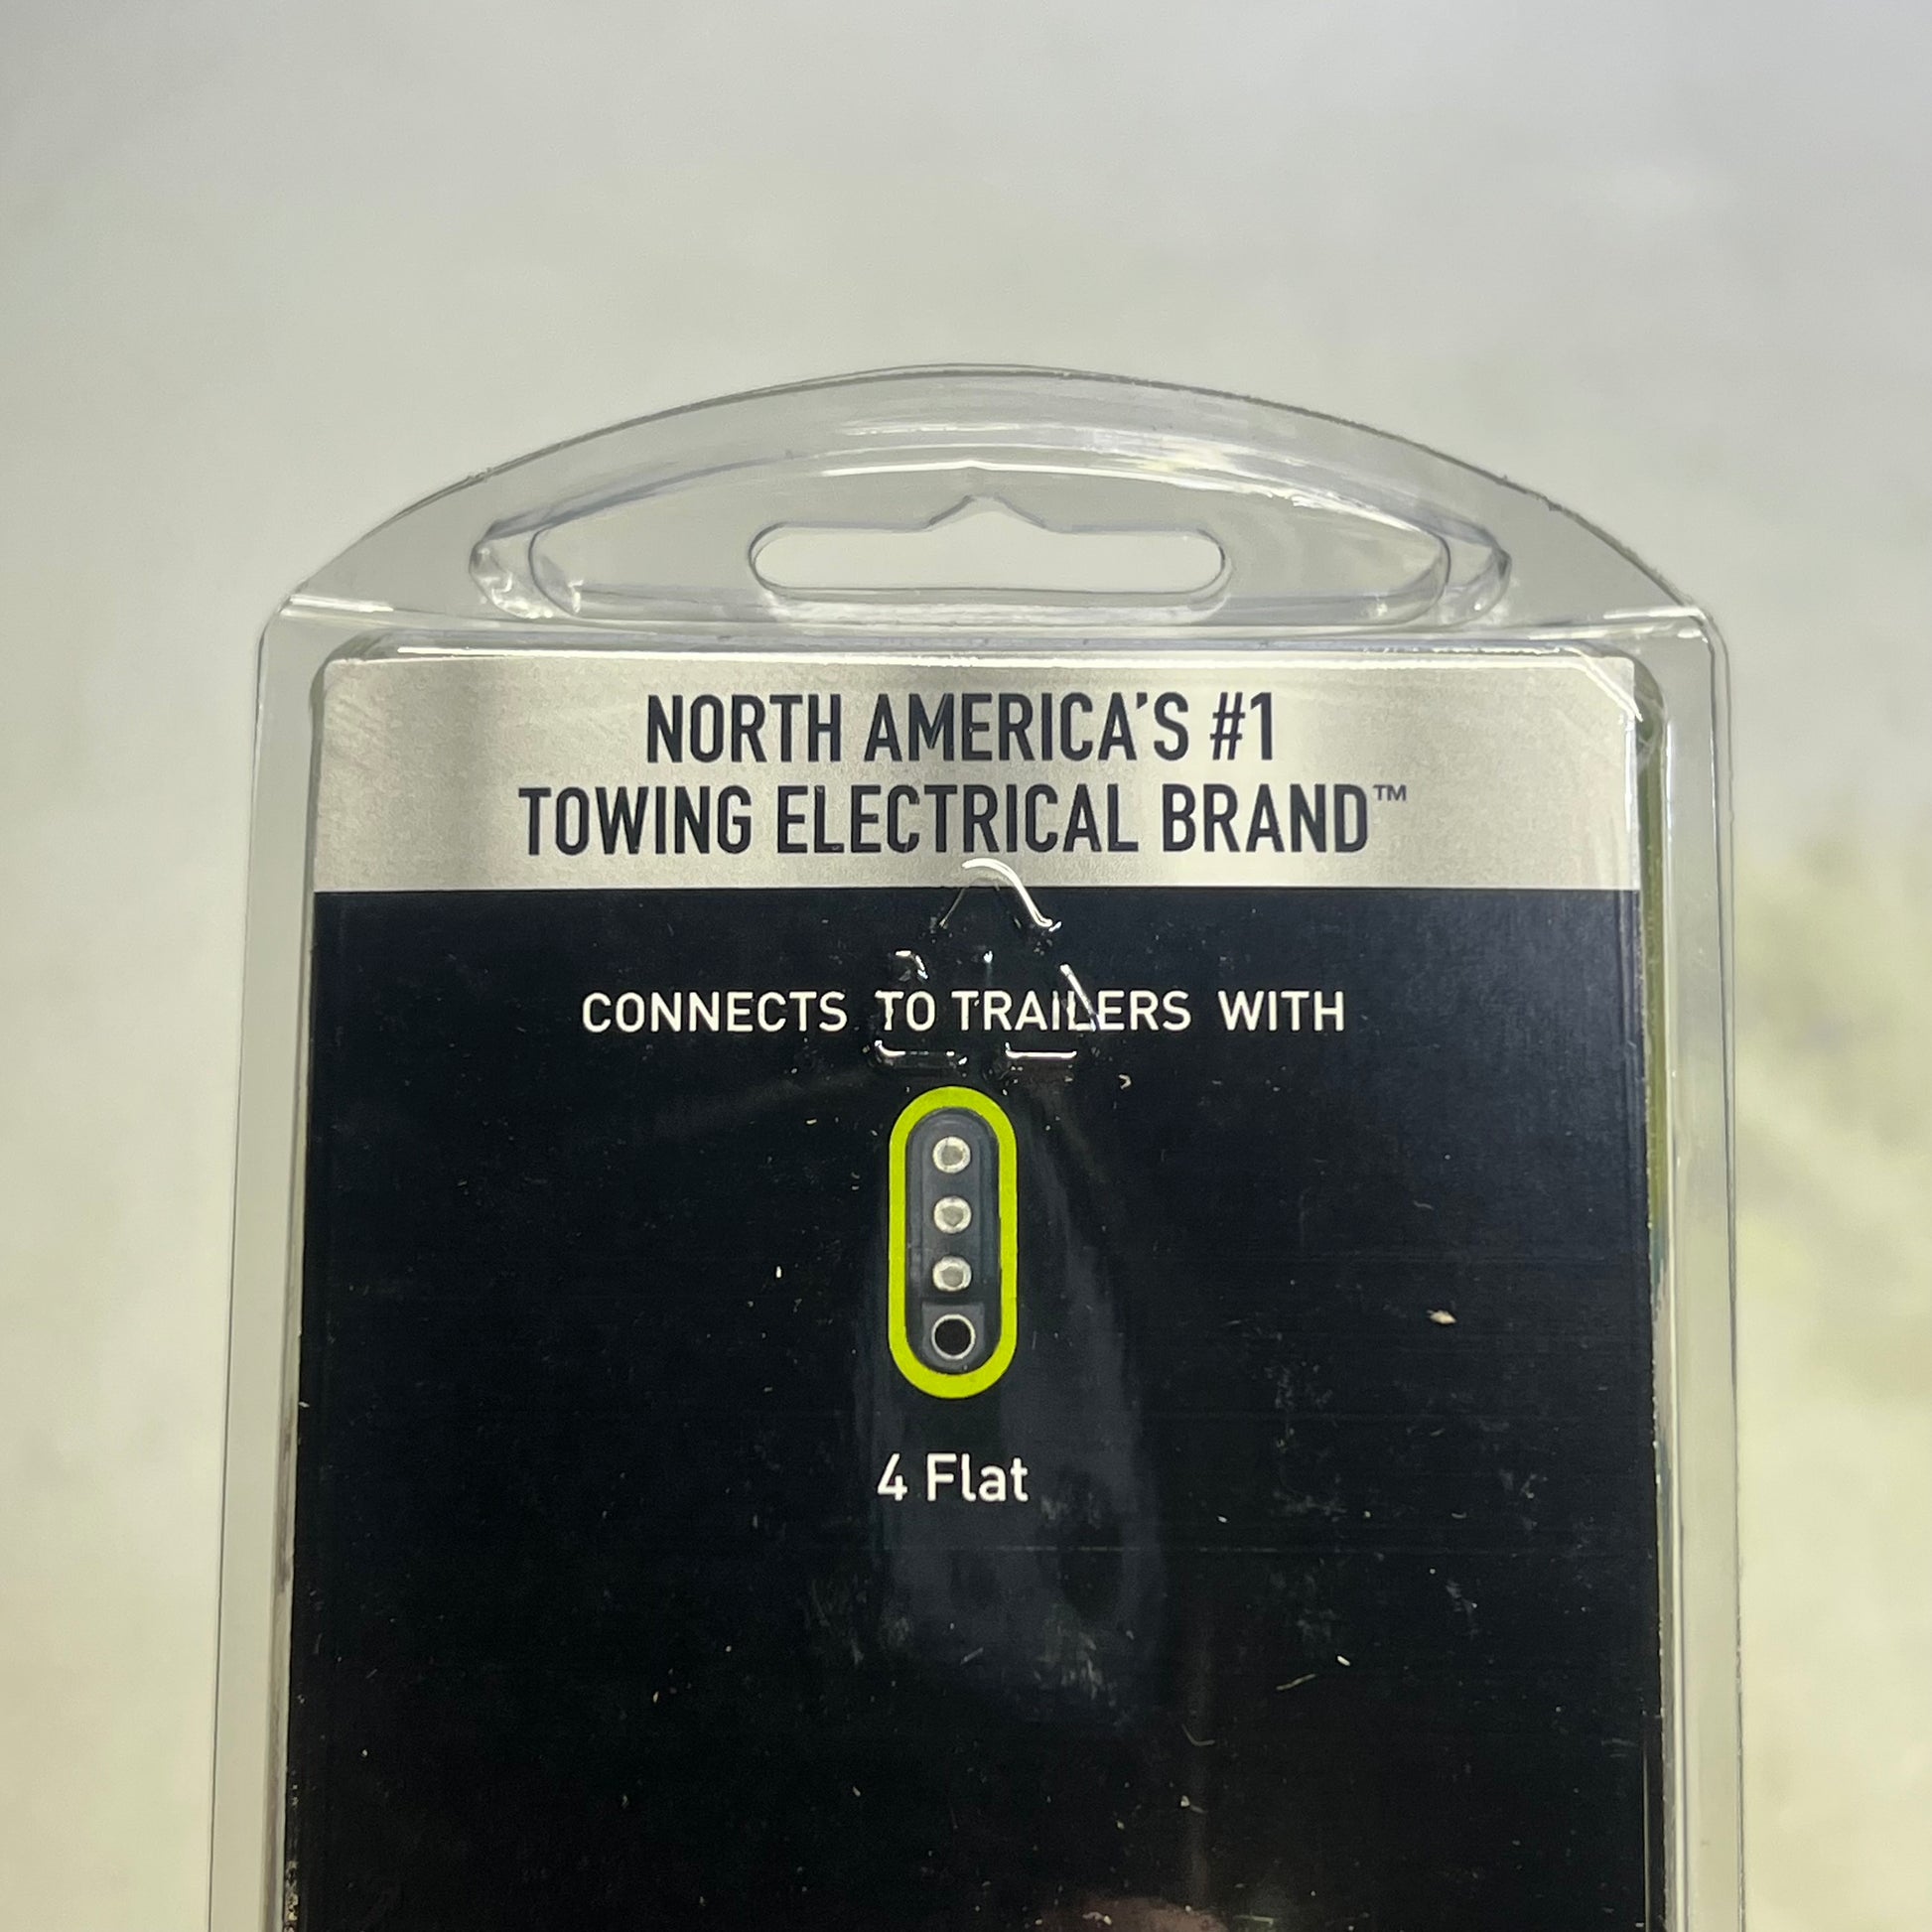 NORTH AMERICA'S #1
TOWING ELECTRICAL BRAND™
CONNECTS TO TRAILERS WITH
4 Flat